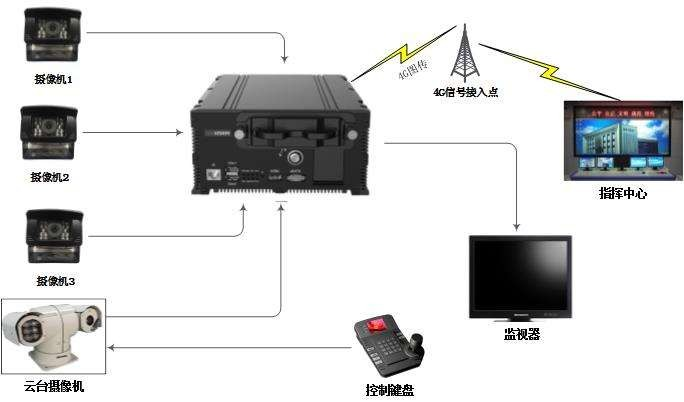 摄像机1
摄像机2
摄像机3
云台摄像机
4G图传
4G信号接入点
指挥中心
监视器
控制键盘